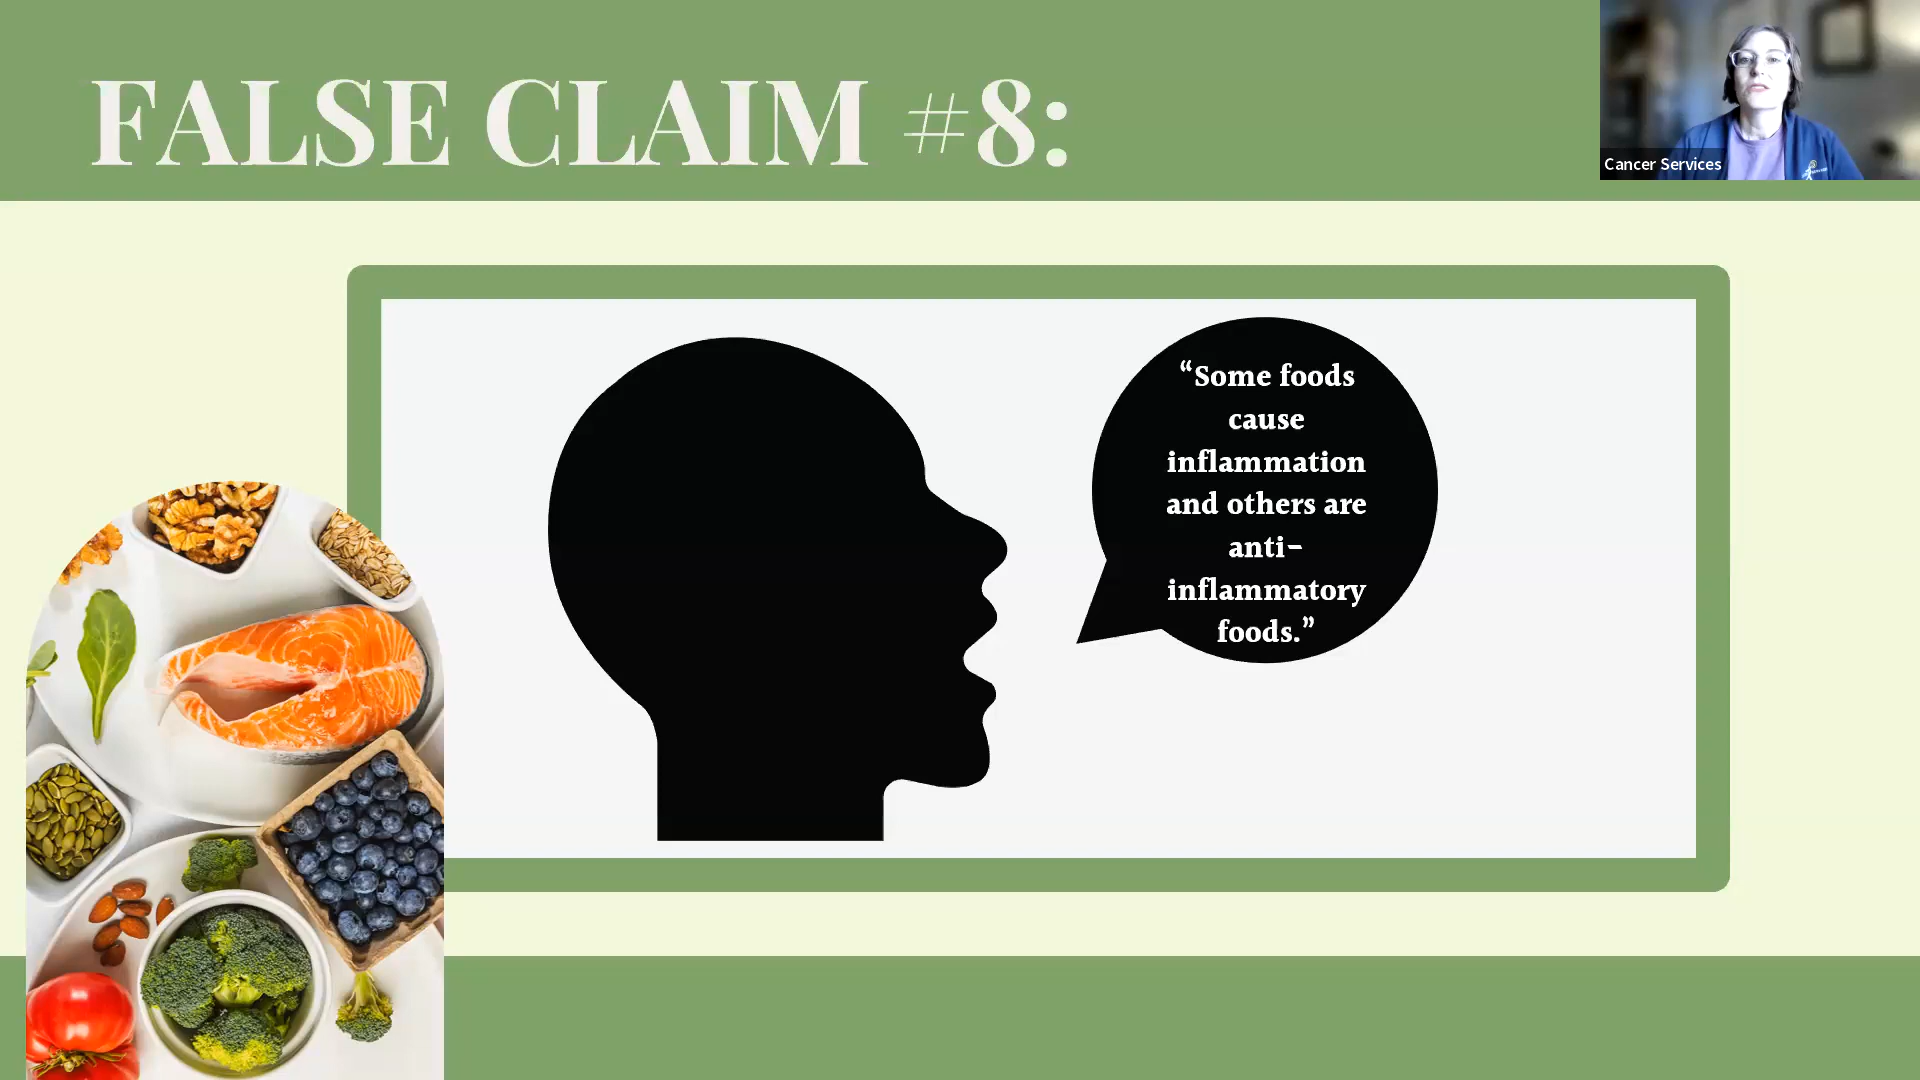 FALSE CLAIM #8:
Cancer Services
“Some foods
cause
inflammation
and others are
anti-
inflammatory
foods.”